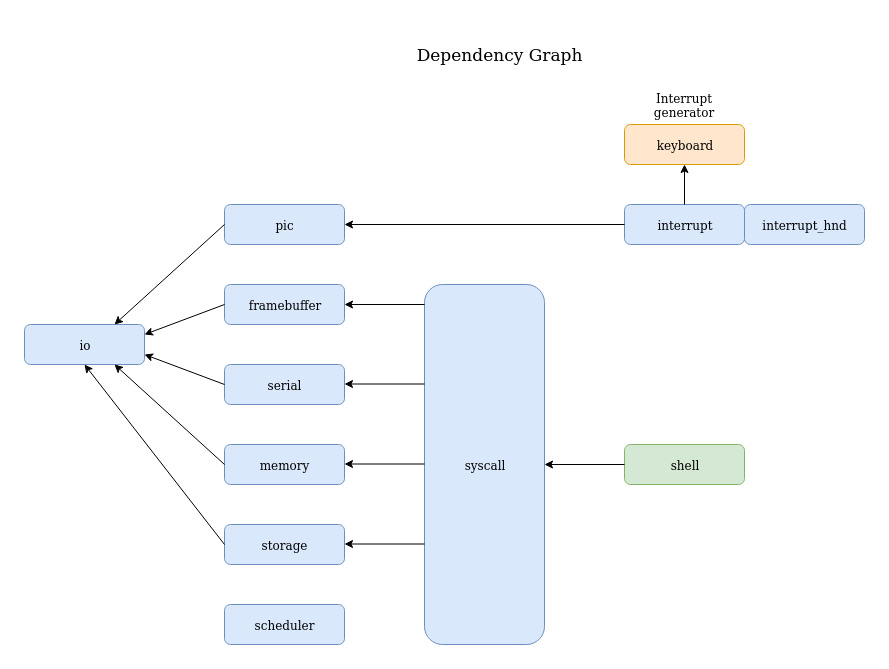 Dependency Graph
Interrupt
generator
keyboard
pic
interrupt
interrupt_hnd
framebuffer
io
serial
memory
syscall
shell
storage
scheduler